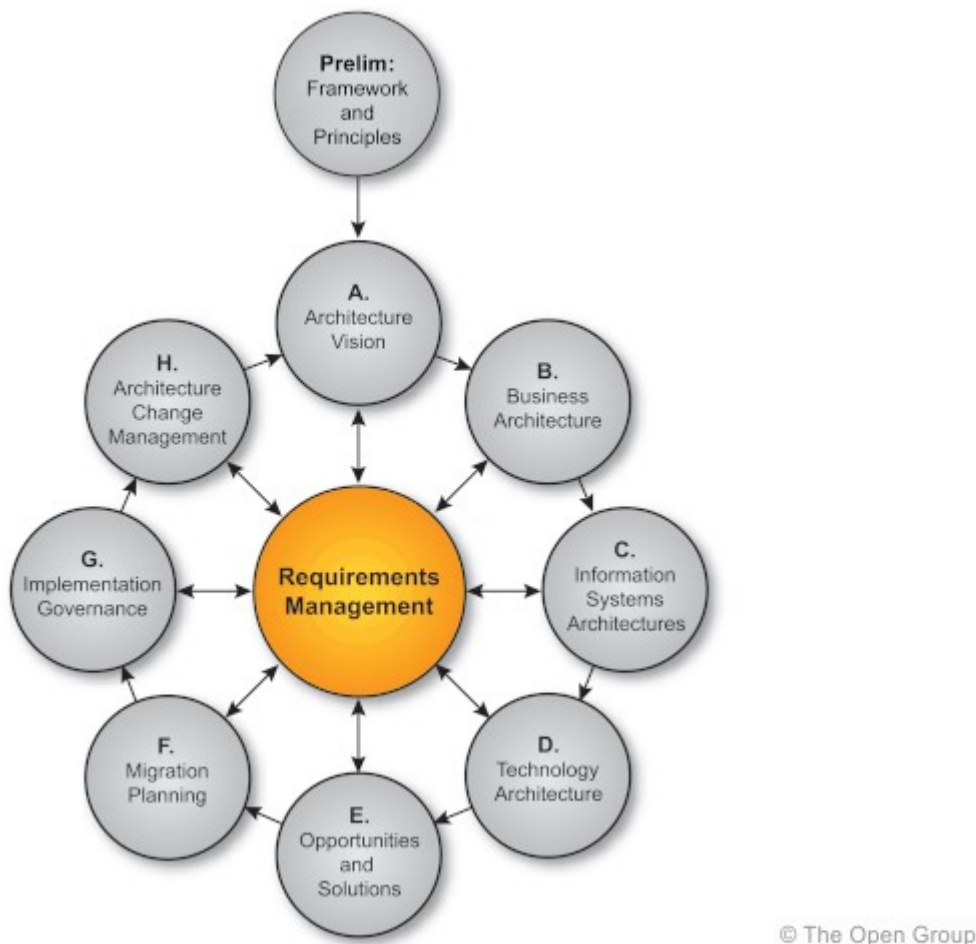 Prelim:
Framework
and
Principles
A.
Architecture
Vision
B.
Business
Architecture
C.
Information
Systems
Architectures
D.
Technology
Architecture
E.
Opportunities
and
Solutions
F.
Migration
Planning
G.
Implementation
Governance
H.
Architecture
Change
Management
Requirements
Management
© The Open Group